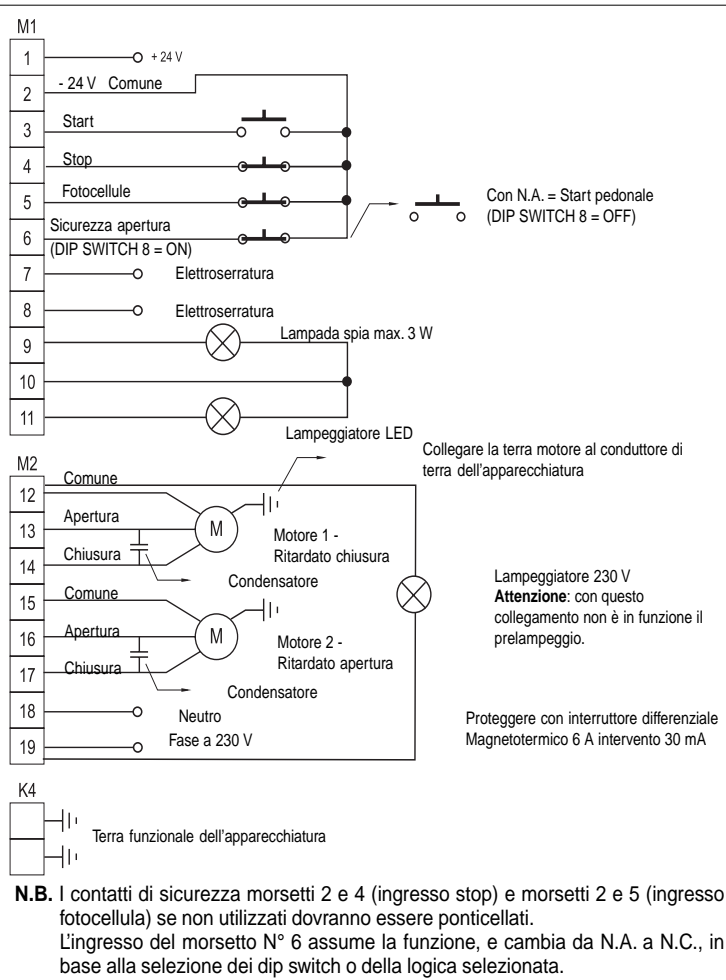 M1
1
+ 24 V
2
- 24 V Comune
3
Start
4
Stop
5
Fotocellule
Con N.A. = Start pedonale
(DIP SWITCH 8 = OFF)
6
Sicurezza apertura
(DIP SWITCH 8 = ON)
7
Elettroserratura
8
Elettroserratura
9
Lampada spia max. 3 W
10
11
Lampeggiatore LED
Collegare la terra motore al conduttore di
terra dell'apparecchiatura
M2
12
Comune
13
Apertura
M
Motore 1 -
Ritardato chiusura
14
Chiusura
Condensatore
15
Comune
Lampeggiatore 230 V
Attenzione: con questo
collegamento non è in funzione il
prelampeggio.
16
Apertura
M
Motore 2 -
Ritardato apertura
17
Chiusura
Condensatore
18
Neutro
19
Fase a 230 V
Proteggere con interruttore differenziale
Magnetotermico 6 A intervento 30 mA
K4
Terra funzionale dell'apparecchiatura
N.B. I contatti di sicurezza morsetti 2 e 4 (ingresso stop) e morsetti 2 e 5 (ingresso
fotocellula) se non utilizzati dovranno essere ponticellati.
L'ingresso del morsetto N° 6 assume la funzione, e cambia da N.A. a N.C., in
base alla selezione dei dip switch o della logica selezionata.